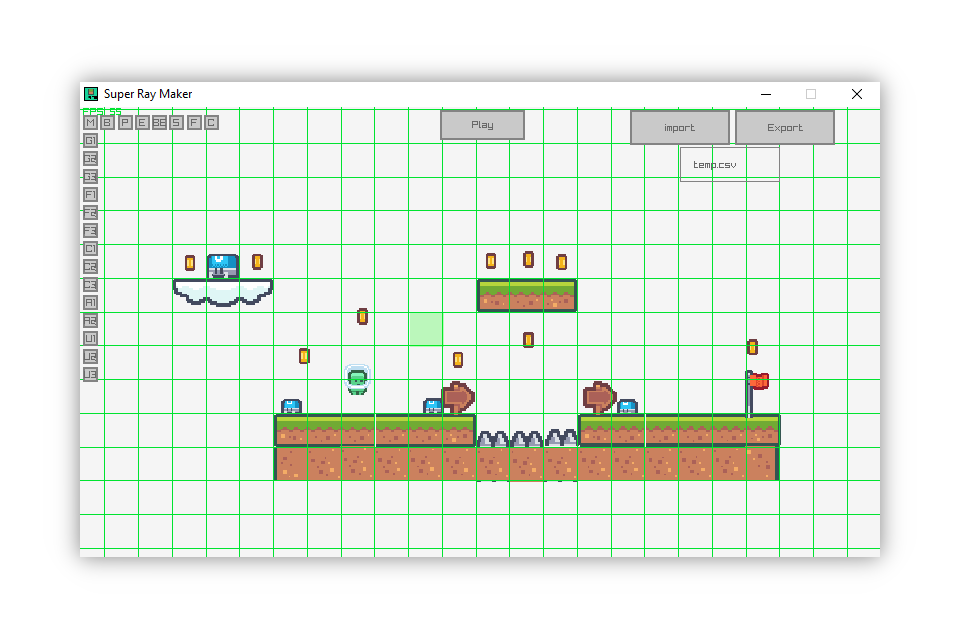 Super Ray Maker
FPS: 55
M B P E BE S F C
Play
import
Export
temp.csv
G1
G2
G3
F1
F2
F3
C1
C2
C3
A1
A2
U1
U2
U3